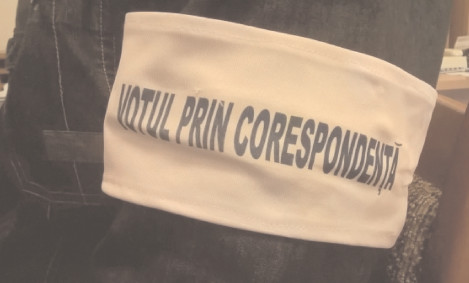 VOTUL PRIN CORESPONDENȚĂ